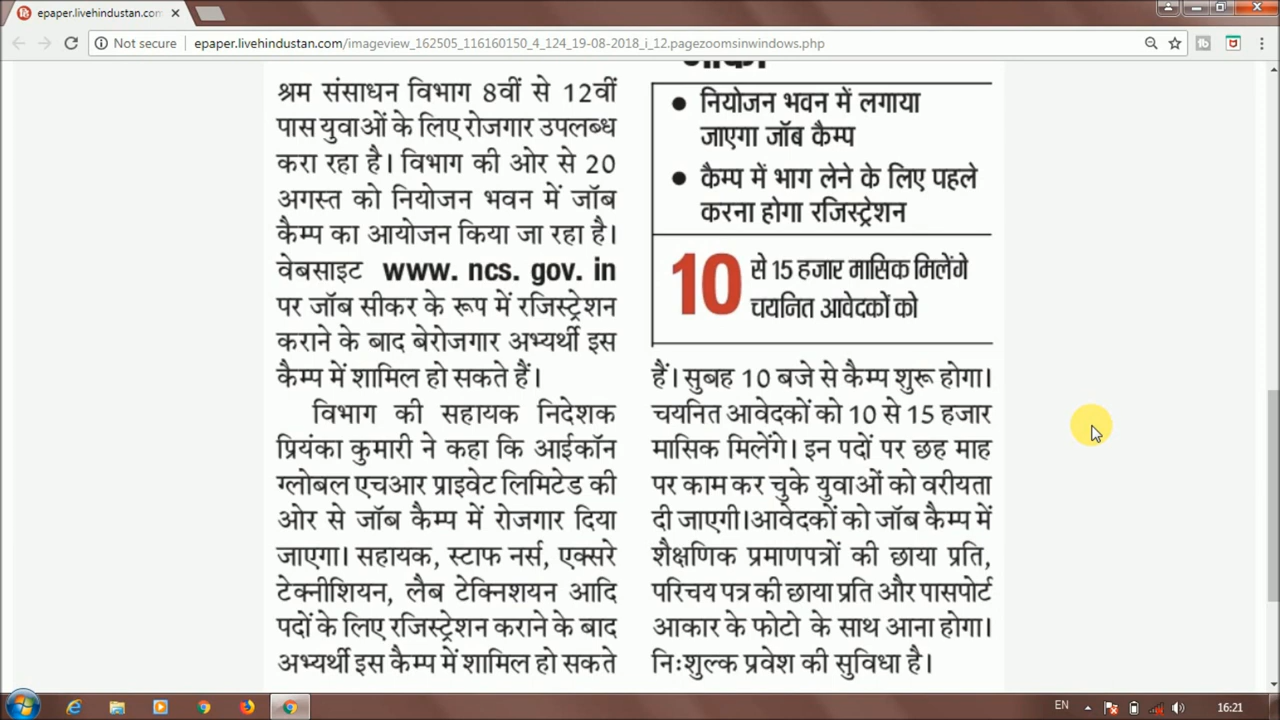 epaper.livehindustan.com
Not secure
epaper.livehindustan.com/imageview_162505_116160150_4_124_19-08-2018_i_12.pagezoomsinwindows.php
श्रम संसाधन विभाग 8वीं से 12वीं
पास युवाओं के लिए रोजगार उपलब्ध
करा रहा है। विभाग की ओर से 20
अगस्त को नियोजन भवन में जॉब
कैम्प का आयोजन किया जा रहा है।
वेबसाइट www. ncs. gov. in
पर जॉब सीकर के रूप में रजिस्ट्रेशन
कराने के बाद बेरोजगार अभ्यर्थी इस
कैम्प में शामिल हो सकते हैं।
विभाग की सहायक निदेशक
प्रियंका कुमारी ने कहा कि आईकॉन
ग्लोबल एचआर प्राइवेट लिमिटेड की
ओर से जॉब कैम्प में रोजगार दिया
जाएगा। सहायक, स्टाफ नर्स, एक्सरे
टेक्नीशियन, लैब टेक्निशयन आदि
पदों के लिए रजिस्ट्रेशन कराने के बाद
अभ्यर्थी इस कैम्प में शामिल हो सकते
● नियोजन भवन में लगाया
जाएगा जॉब कैम्प
● कैम्प में भाग लेने के लिए पहले
करना होगा रजिस्ट्रेशन
10 से 15 हजार मासिक मिलेंगे
चयनित आवेदकों को
हैं। सुबह 10 बजे से कैम्प शुरू होगा।
चयनित आवेदकों को 10 से 15 हजार
मासिक मिलेंगे। इन पदों पर छह माह
पर काम कर चुके युवाओं को वरीयता
दी जाएगी।आवेदकों को जॉब कैम्प में
शैक्षणिक प्रमाणपत्रों की छाया प्रति,
परिचय पत्र की छाया प्रति और पासपोर्ट
आकार के फोटो के साथ आना होगा।
निःशुल्क प्रवेश की सुविधा है।
EN
16:21